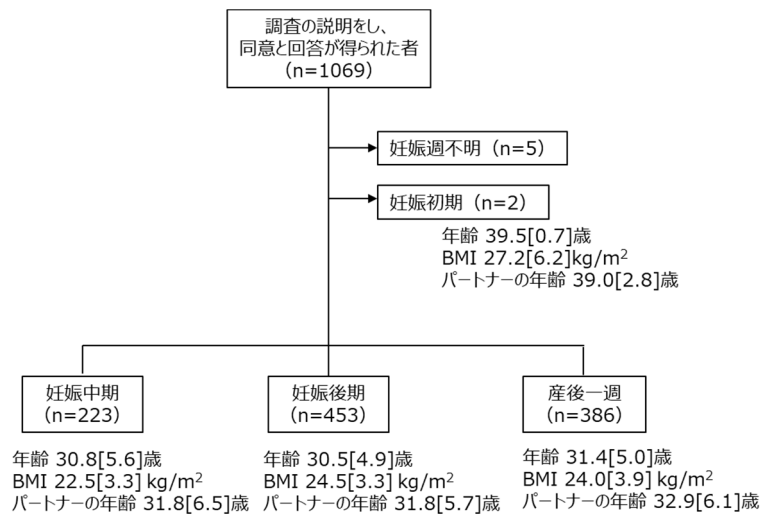 調査の説明をし、
同意と回答が得られた者
(n=1069)
妊娠週不明（n=5）
妊娠初期（n=2）
年齢 39.5[0.7]歳
BMI 27.2[6.2]kg/m²
パートナーの年齢 39.0[2.8]歳
妊娠中期
(n=223)
年齢 30.8[5.6]歳
BMI 22.5[3.3] kg/m²
パートナーの年齢 31.8[6.5]歳
妊娠後期
(n=453)
年齢 30.5[4.9]歳
BMI 24.5[3.3] kg/m²
パートナーの年齢 31.8[5.7]歳
産後一週
(n=386)
年齢 31.4[5.0]歳
BMI 24.0[3.9] kg/m²
パートナーの年齢 32.9[6.1]歳